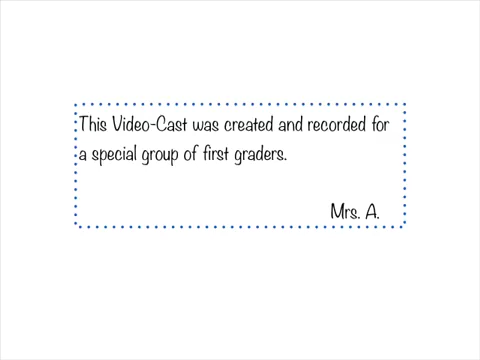 This Video-Cast was created and recorded for
a special group of first graders.
Mrs. A.